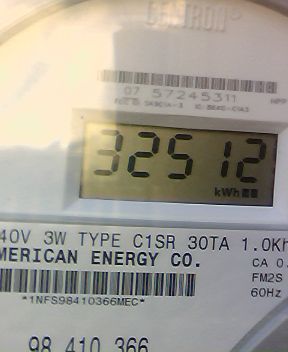 CENTRON®
07 57245311
32512
kWh
40V 3W TYPE C1SR 30TA 1.0Kh
MERICAN ENERGY CO.
CA 0.
FM2S
60Hz
*1NFS98410366MEC*
98 410 366